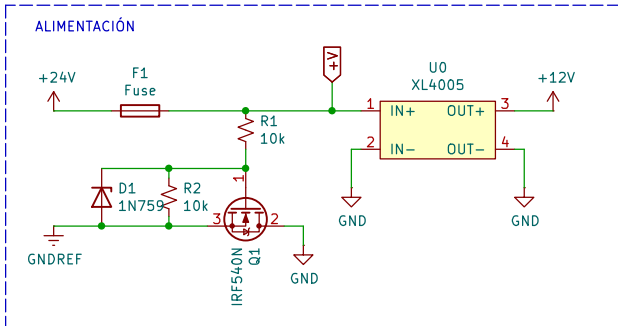 ALIMENTACIÓN
+24V
F1
Fuse
+V
U0
XL4005
+12V
1
IN+
OUT+
3
2
IN-
OUT-
4
R1
10k
D1
1N759
R2
10k
1
3
2
GND
GND
GNDREF
IRF540N
Q1
GND